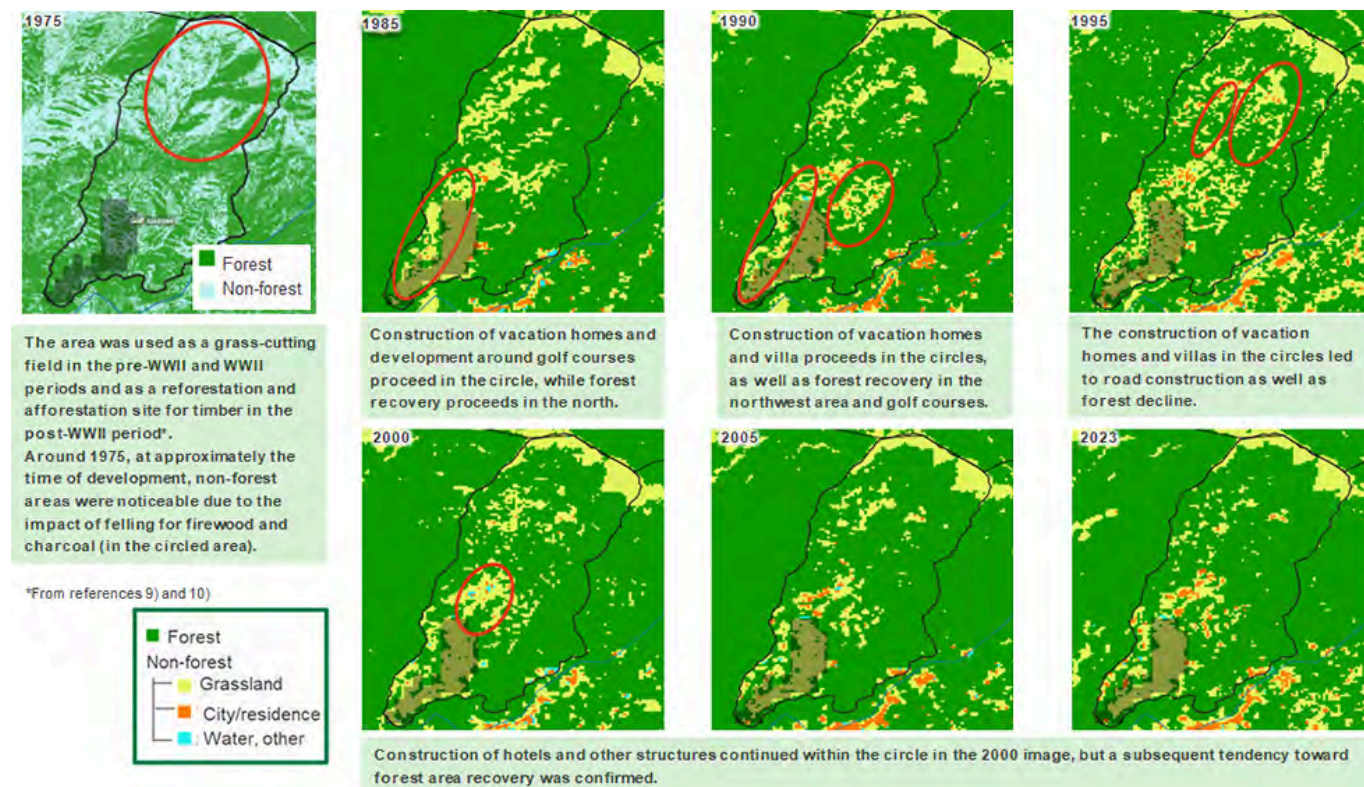 1975
Forest
Non-forest
The area was used as a grass-cutting
field in the pre-WWII and WWII
periods and as a reforestation and
afforestation site for timber in the
post-WWII period*.
Around 1975, at approximately the
time of development, non-forest
areas were noticeable due to the
impact of felling for firewood and
charcoal (in the circled area).
*From references 9) and 10)
Forest
Non-forest
Grassland
City/residence
Water, other
1985
Construction of vacation homes and
development around golf courses
proceed in the circle, while forest
recovery proceeds in the north.
1990
Construction of vacation homes
and villa proceeds in the circles,
as well as forest recovery in the
northwest area and golf courses.
1995
The construction of vacation
homes and villas in the circles led
to road construction as well as
forest decline.
2000
2005
2023
Construction of hotels and other structures continued within the circle in the 2000 image, but a subsequent tendency toward
forest area recovery was confirmed.